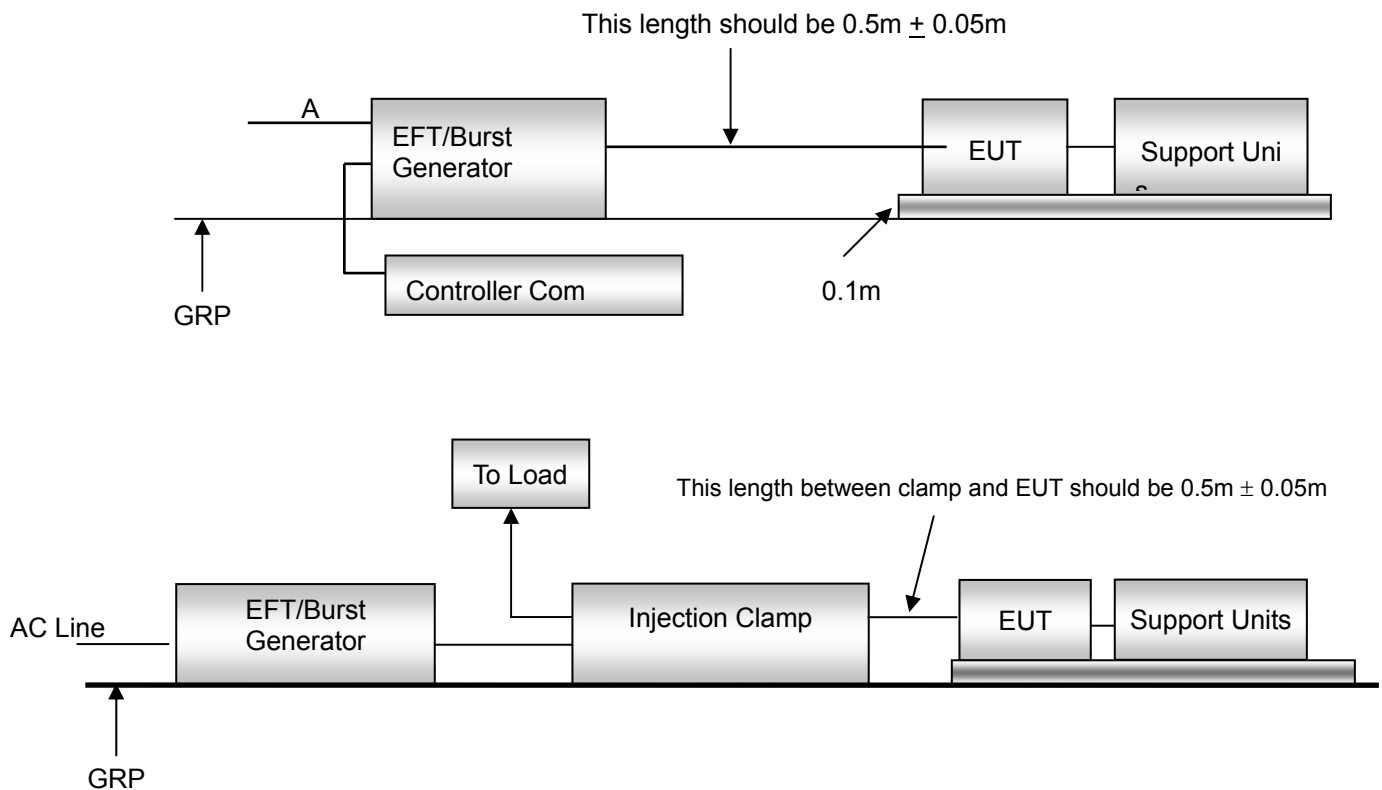 This length should be 0.5m ± 0.05m
A
EFT/Burst
Generator
EUT
Support Uni
s
Controller Com
0.1m
GRP
To Load
This length between clamp and EUT should be 0.5m ± 0.05m
AC Line
EFT/Burst
Generator
Injection Clamp
EUT
Support Units
GRP